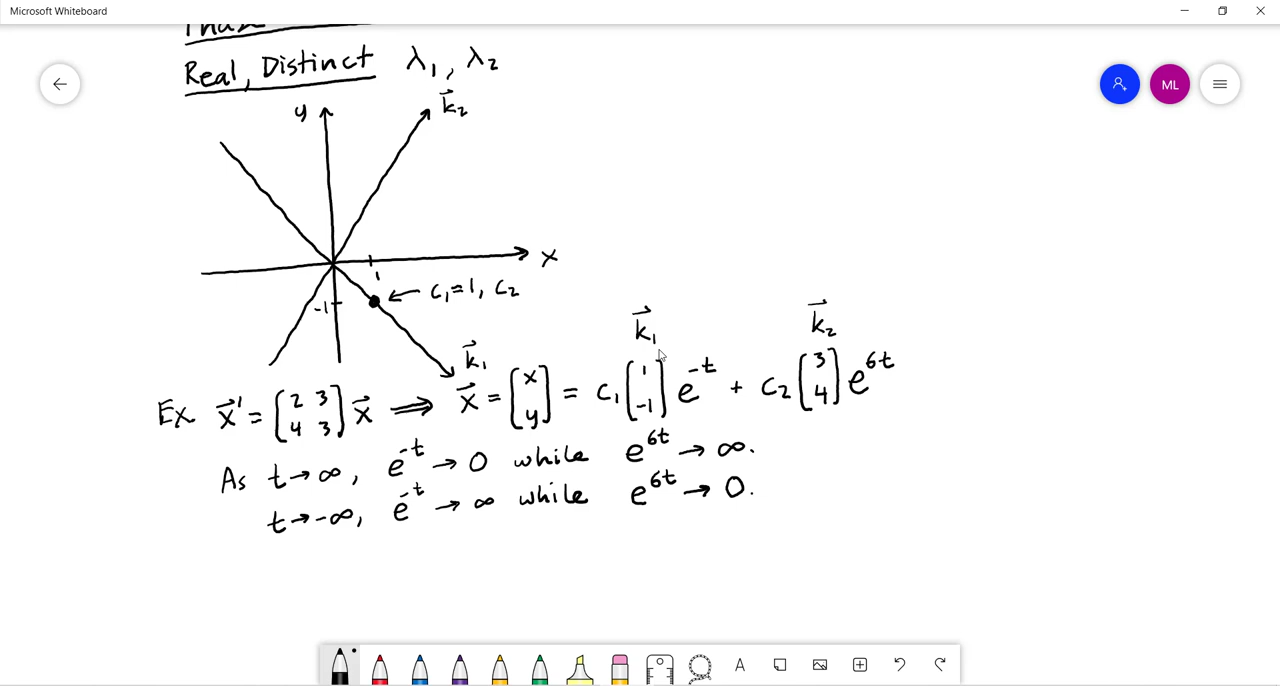 Microsoft Whiteboard
ML
Real, Distinct λ₁, λ₂
y
k⃗₂
x
1
-1
c₁=1, c₂
k⃗₁
k⃗₁
k⃗₂
Ex x⃗' = [2 3; 4 3] x⃗ ⟹ x⃗ = [x; y] = c₁ [1; -1] e^{-t} + c₂ [3; 4] e^{6t}
As t→∞, e^{-t} → 0 while e^{6t} → ∞.
t→-∞, e^{-t} → ∞ while e^{6t} → 0.
A